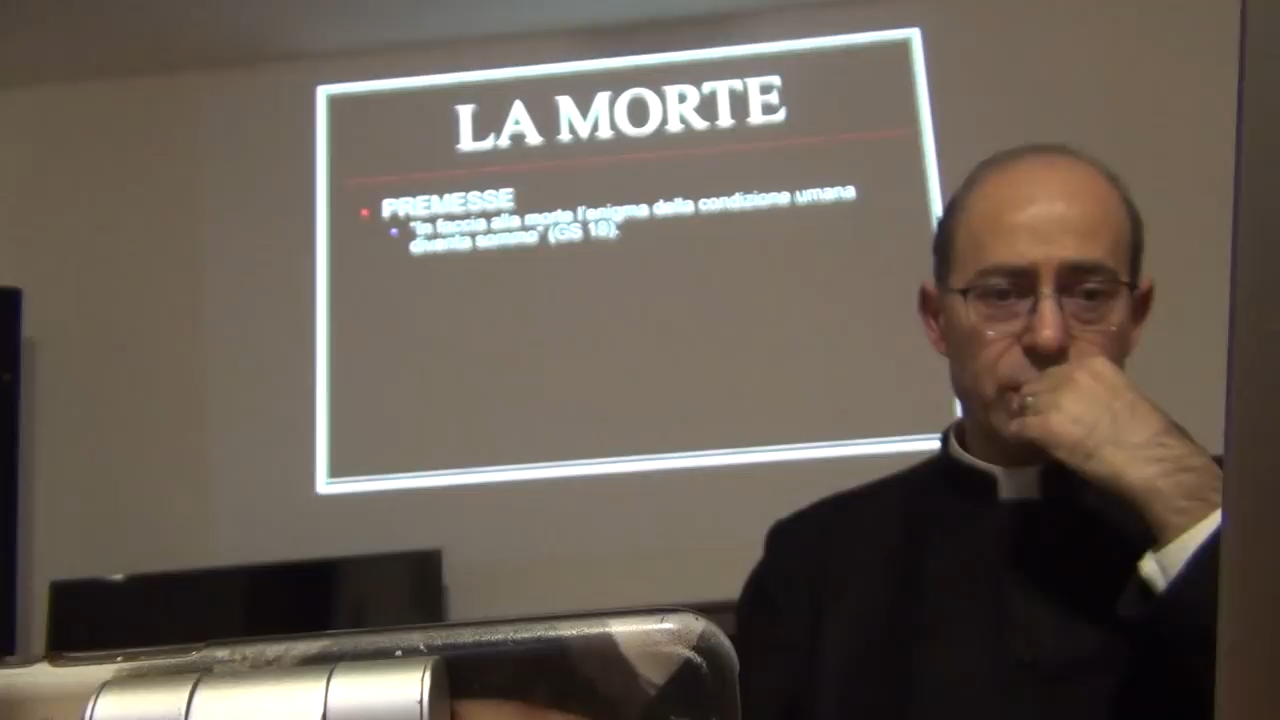 LA MORTE
PREMESSE
"In faccia alla morte l'enigma della condizione umana
diventa sommo" (GS 18).